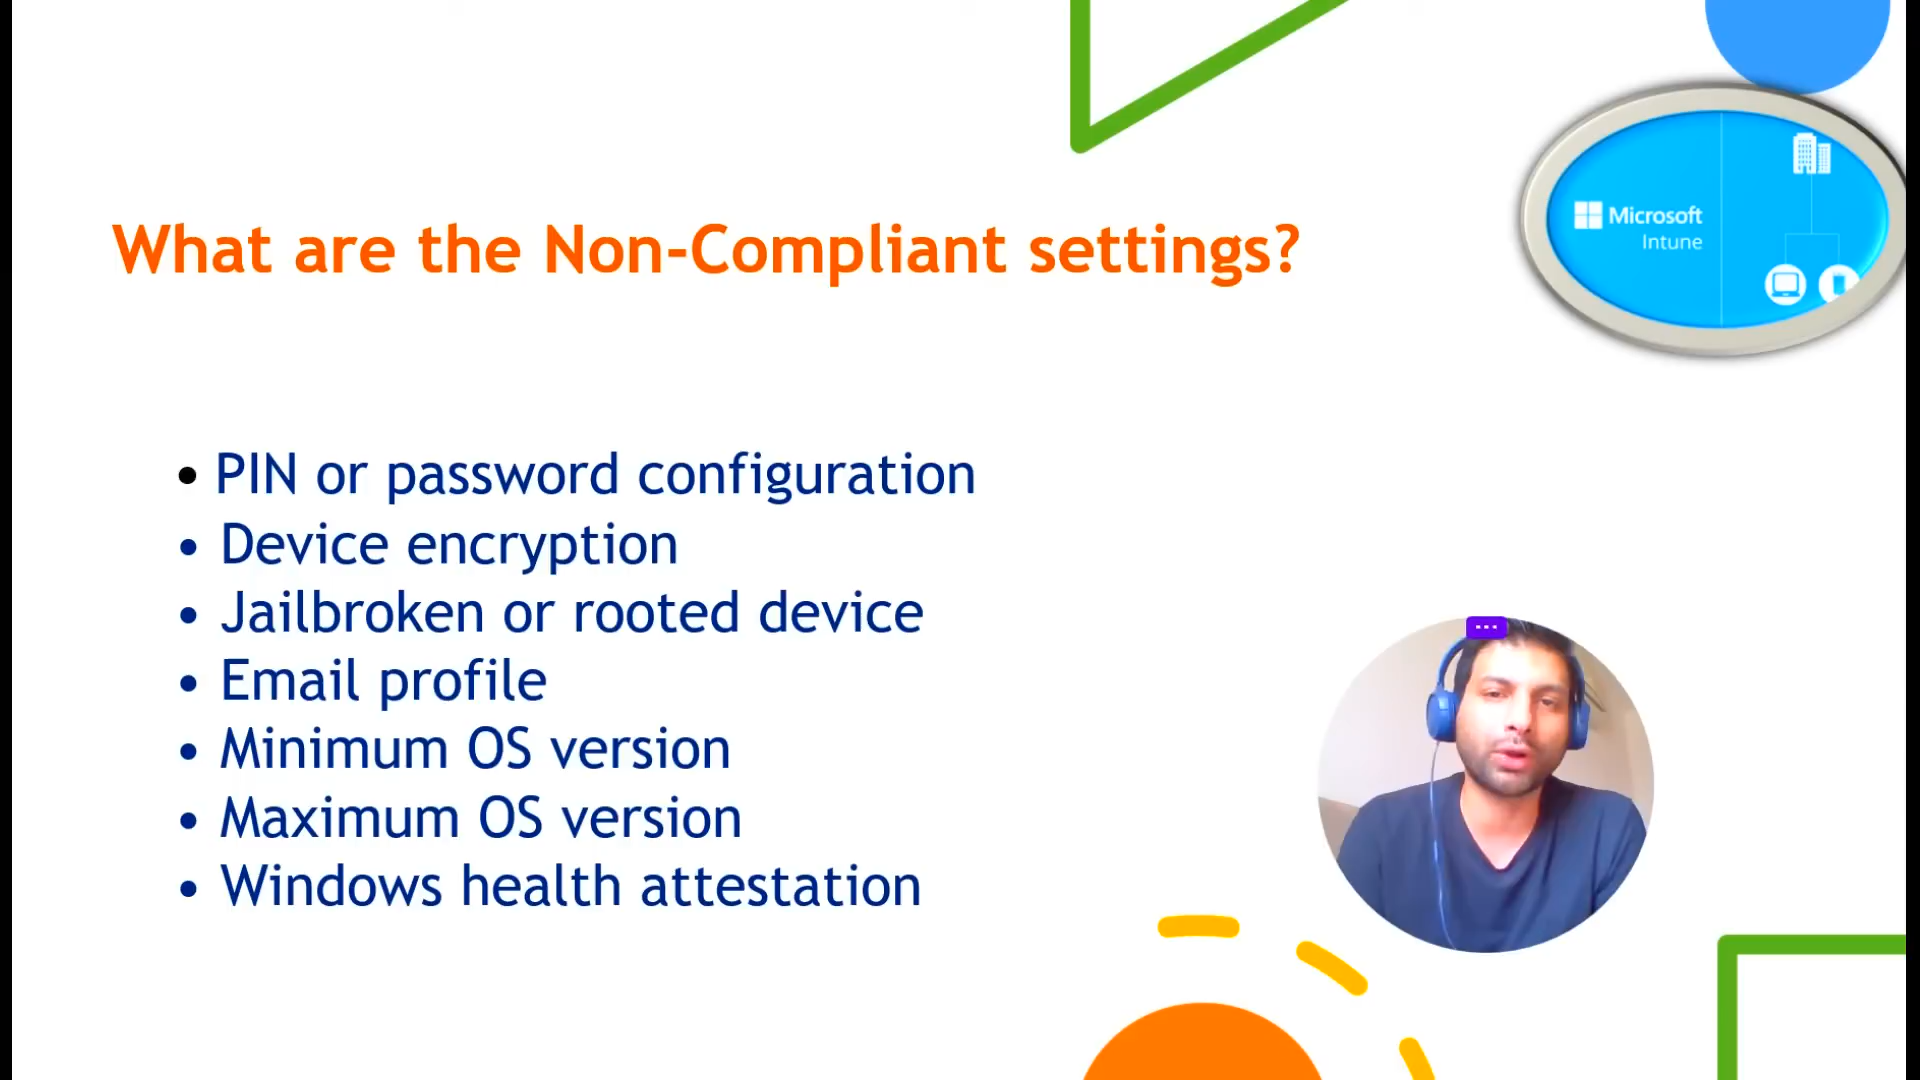 What are the Non-Compliant settings?
Microsoft
Intune
• PIN or password configuration
• Device encryption
• Jailbroken or rooted device
• Email profile
• Minimum OS version
• Maximum OS version
• Windows health attestation